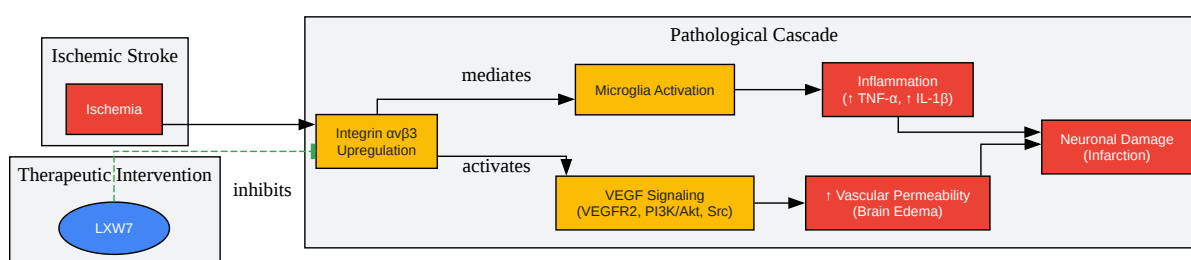 Ischemic Stroke
Ischemia
Therapeutic Intervention
LXW7
inhibits
Pathological Cascade
Integrin αvβ3
Upregulation
mediates
Microglia Activation
Inflammation
(↑ TNF-α, ↑ IL-1β)
activates
VEGF Signaling
(VEGFR2, PI3K/Akt, Src)
↑ Vascular Permeability
(Brain Edema)
Neuronal Damage
(Infarction)